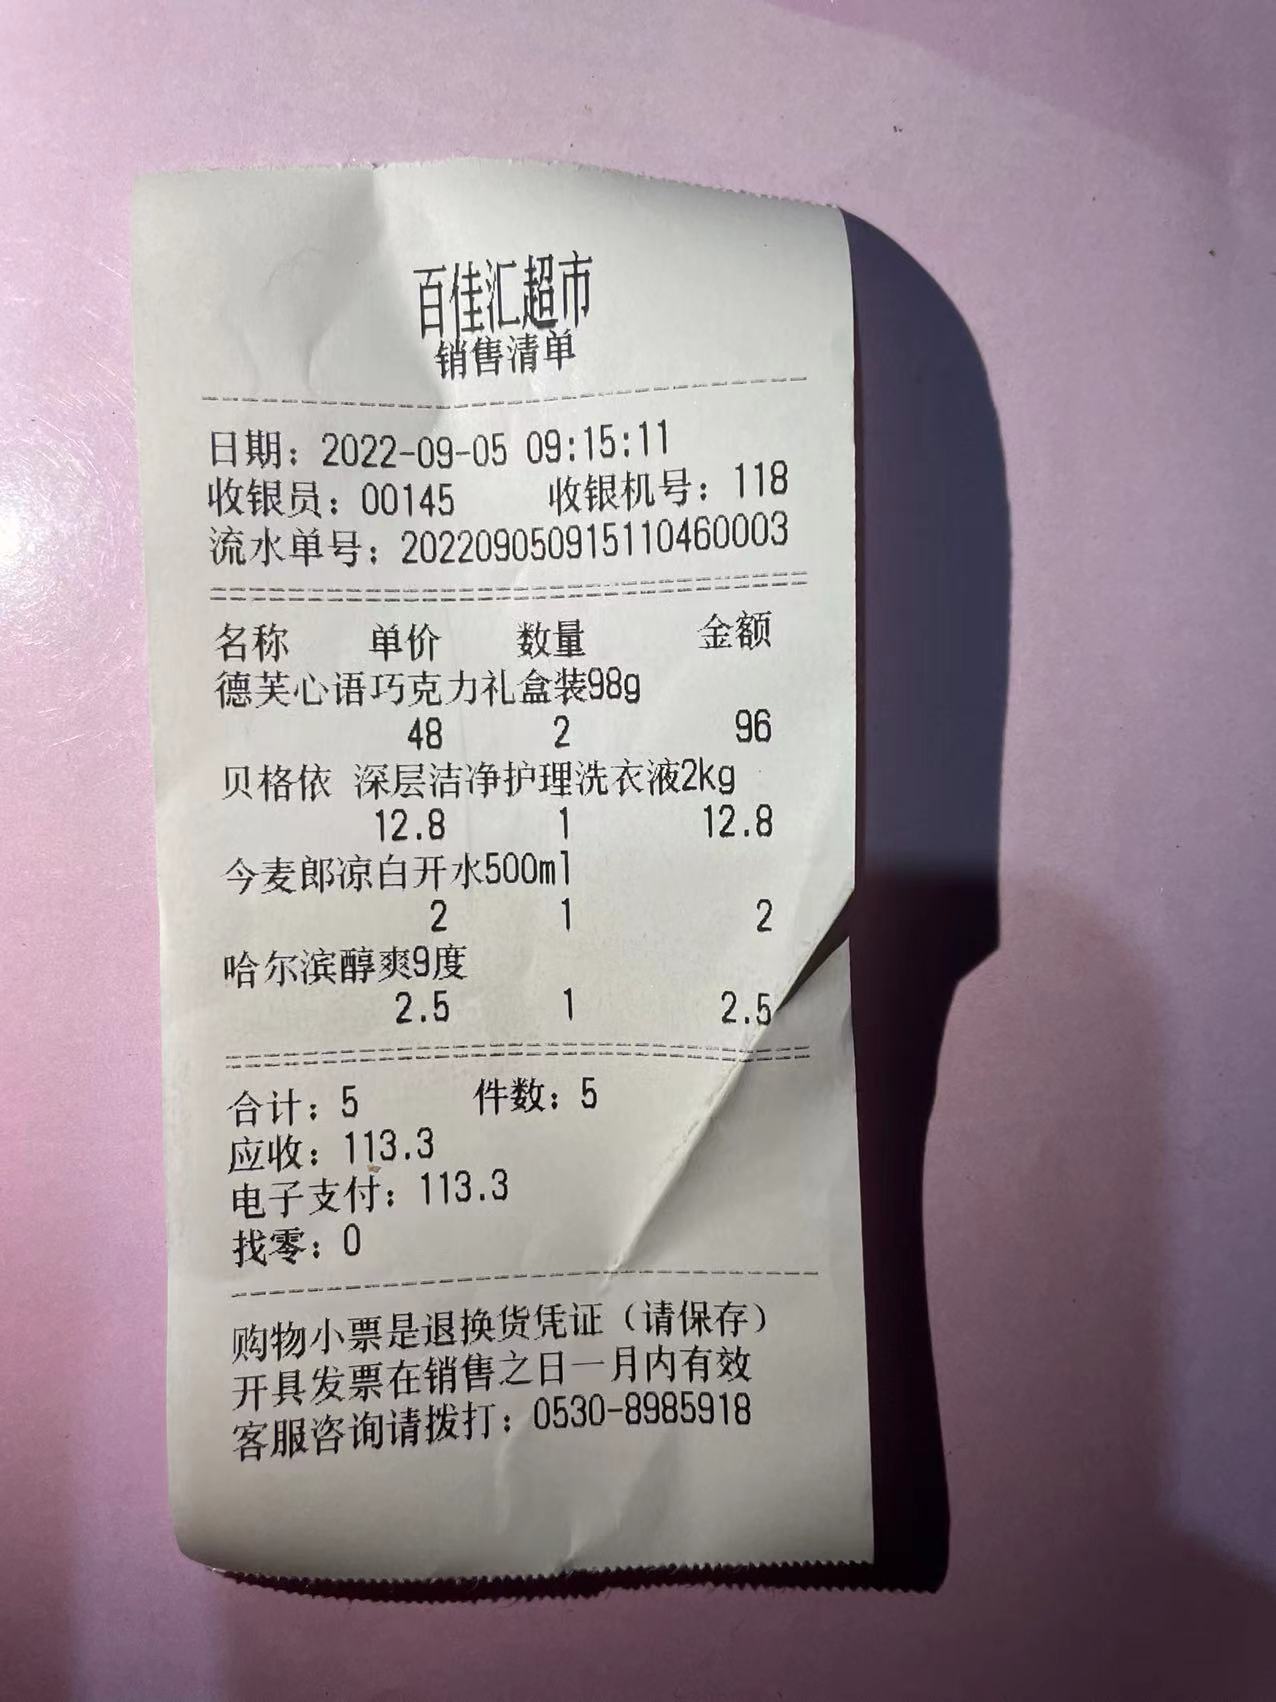 百佳汇超市
销售清单
日期：2022-09-05 09:15:11
收银员：00145 收银机号：118
流水单号：202209050915110460003
名称 单价 数量 金额
德芙心语巧克力礼盒装98g
48 2 96
贝格依 深层洁净护理洗衣液2kg
12.8 1 12.8
今麦郎凉白开水500ml
2 1 2
哈尔滨醇爽9度
2.5 1 2.5
合计：5 件数：5
应收：113.3
电子支付：113.3
找零：0
购物小票是退换货凭证（请保存）
开具发票在销售之日一月内有效
客服咨询请拨打：0530-8985918